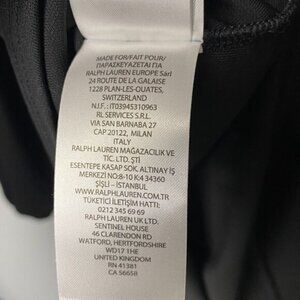 MADE FOR/FAIT POUR/
ΠΑΡΑΣΚΕΥΑΖΕΤΑΙ ΓΙΑ
RALPH LAUREN EUROPE Sàrl
24 ROUTE DE LA GALAISE
1228 PLAN-LES-OUATES,
SWITZERLAND
N.I.F. :IT03945310963
RL SERVICES S.R.L.
VIA SAN BARNABA 27
CAP 20122, MILAN
ITALY
RALPH LAUREN MAĞAZACILIK VE
TİC. LTD. ŞTİ
ESENTEPE KASAP SOK. ALTINAY İŞ
MERKEZİ NO:8-10 K:4 34360
ŞİŞLİ - İSTANBUL
WWW.RALPHLAUREN.COM.TR
TÜKETİCİ İLETİŞİM HATTI:
0212 345 69 69
RALPH LAUREN UK LTD.
SENTINEL HOUSE
46 CLARENDON RD
WATFORD, HERTFORDSHIRE
WD17 1HE
UNITED KINGDOM
RN 41381
CA 56658